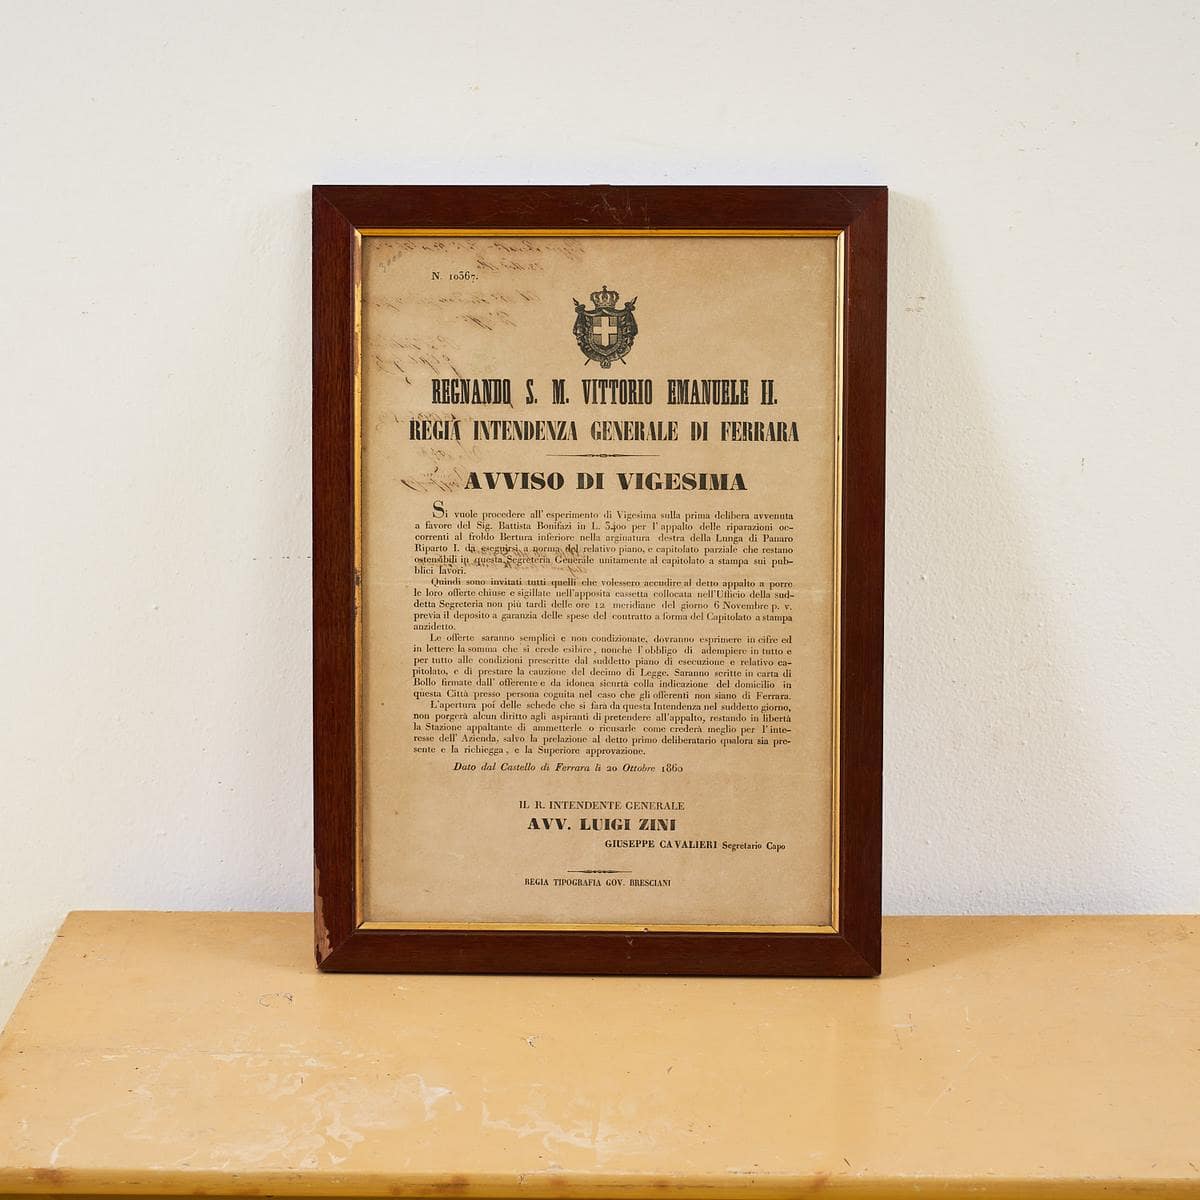 N. 10367.
REGNANDO S. M. VITTORIO EMANUELE II.
REGIA INTENDENZA GENERALE DI FERRARA
AVVISO DI VIGESIMA
Si vuole procedere all' esperimento di Vigesima sulla prima delibera avvenuta
a favore del Sig. Battista Bonifazi in L. 3400 per l' appalto delle riparazioni oc-
correnti al froldo Bertura inferiore nella arginatura destra della Lunga di Panaro
Riparto I. da eseguirsi a norma del relativo piano, e capitolato parziale che restano
ostensibili in questa Segreteria Generale unitamente al capitolato a stampa sui pub-
blici lavori.
Quindi sono invitati tutti quelli che volessero accudire al detto appalto a porre
le loro offerte chiuse e sigillate nell'apposita cassetta collocata nell'Ufficio della sud-
detta Segreteria non più tardi delle ore 12 meridiane del giorno 6 Novembre p. v.
previa il deposito a garanzia delle spese del contratto a forma del Capitolato a stampa
anzidetto.
Le offerte saranno semplici e non condizionate, dovranno esprimere in cifre ed
in lettere la somma che si crede esibire, nonchè l' obbligo di adempiere in tutto e
per tutto alle condizioni prescritte dal suddetto piano di esecuzione e relativo ca-
pitolato, e di prestare la cauzione del decimo di Legge. Saranno scritte in carta di
Bollo firmate dall' offerente e da idonea sicurtà colla indicazione del domicilio in
questa Città presso persona cognita nel caso che gli offerenti non siano di Ferrara.
L'apertura poi delle schede che si farà da questa Intendenza nel suddetto giorno,
non porgerà alcun diritto agli aspiranti di pretendere all'appalto, restando in libertà
la Stazione appaltante di ammetterle o ricusarle come crederà meglio per l' inte-
resse dell' Azienda, salvo la prelazione al detto primo deliberatario qualora sia pre-
sente e la richiegga, e la Superiore approvazione.
Dato dal Castello di Ferrara li 20 Ottobre 1860
IL R. INTENDENTE GENERALE
AVV. LUIGI ZINI
GIUSEPPE CAVALIERI Segretario Capo
REGIA TIPOGRAFIA GOV. BRESCIANI